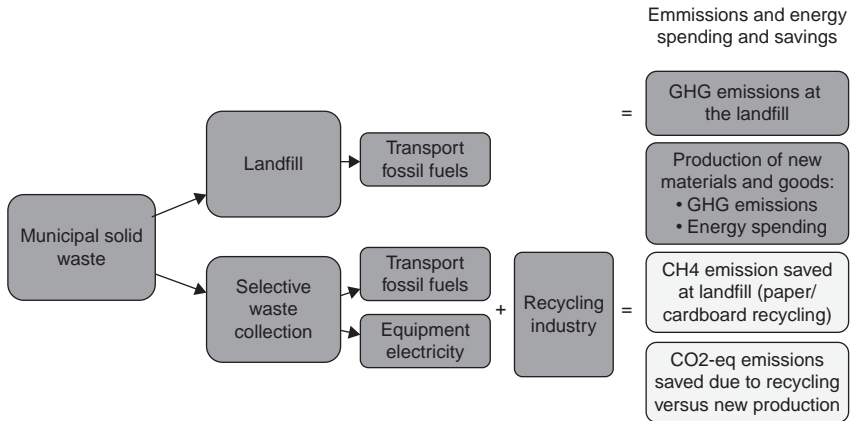 Emmissions and energy
spending and savings
GHG emissions at
the landfill
=
Landfill
Transport
fossil fuels
Production of new
materials and goods:
• GHG emissions
• Energy spending
Municipal solid
waste
Selective
waste
collection
Transport
fossil fuels
Equipment
electricity
+
Recycling
industry
=
CH4 emission saved
at landfill (paper/
cardboard recycling)
CO2-eq emissions
saved due to recycling
versus new production